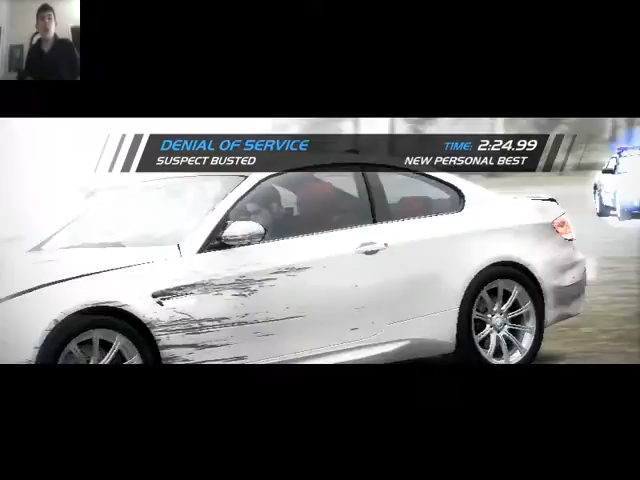 DENIAL OF SERVICE
TIME: 2:24.99
SUSPECT BUSTED
NEW PERSONAL BEST